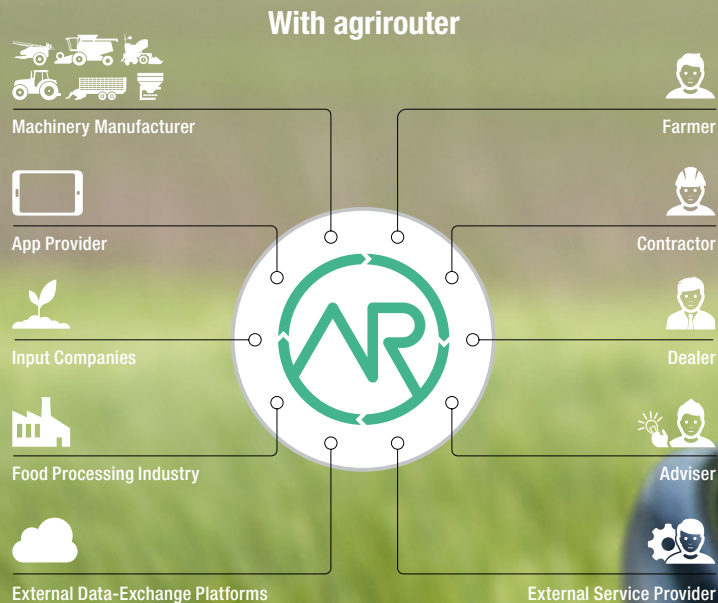 With agrirouter
Machinery Manufacturer
Farmer
App Provider
Contractor
AR
Input Companies
Dealer
Food Processing Industry
Adviser
External Data-Exchange Platforms
External Service Provider